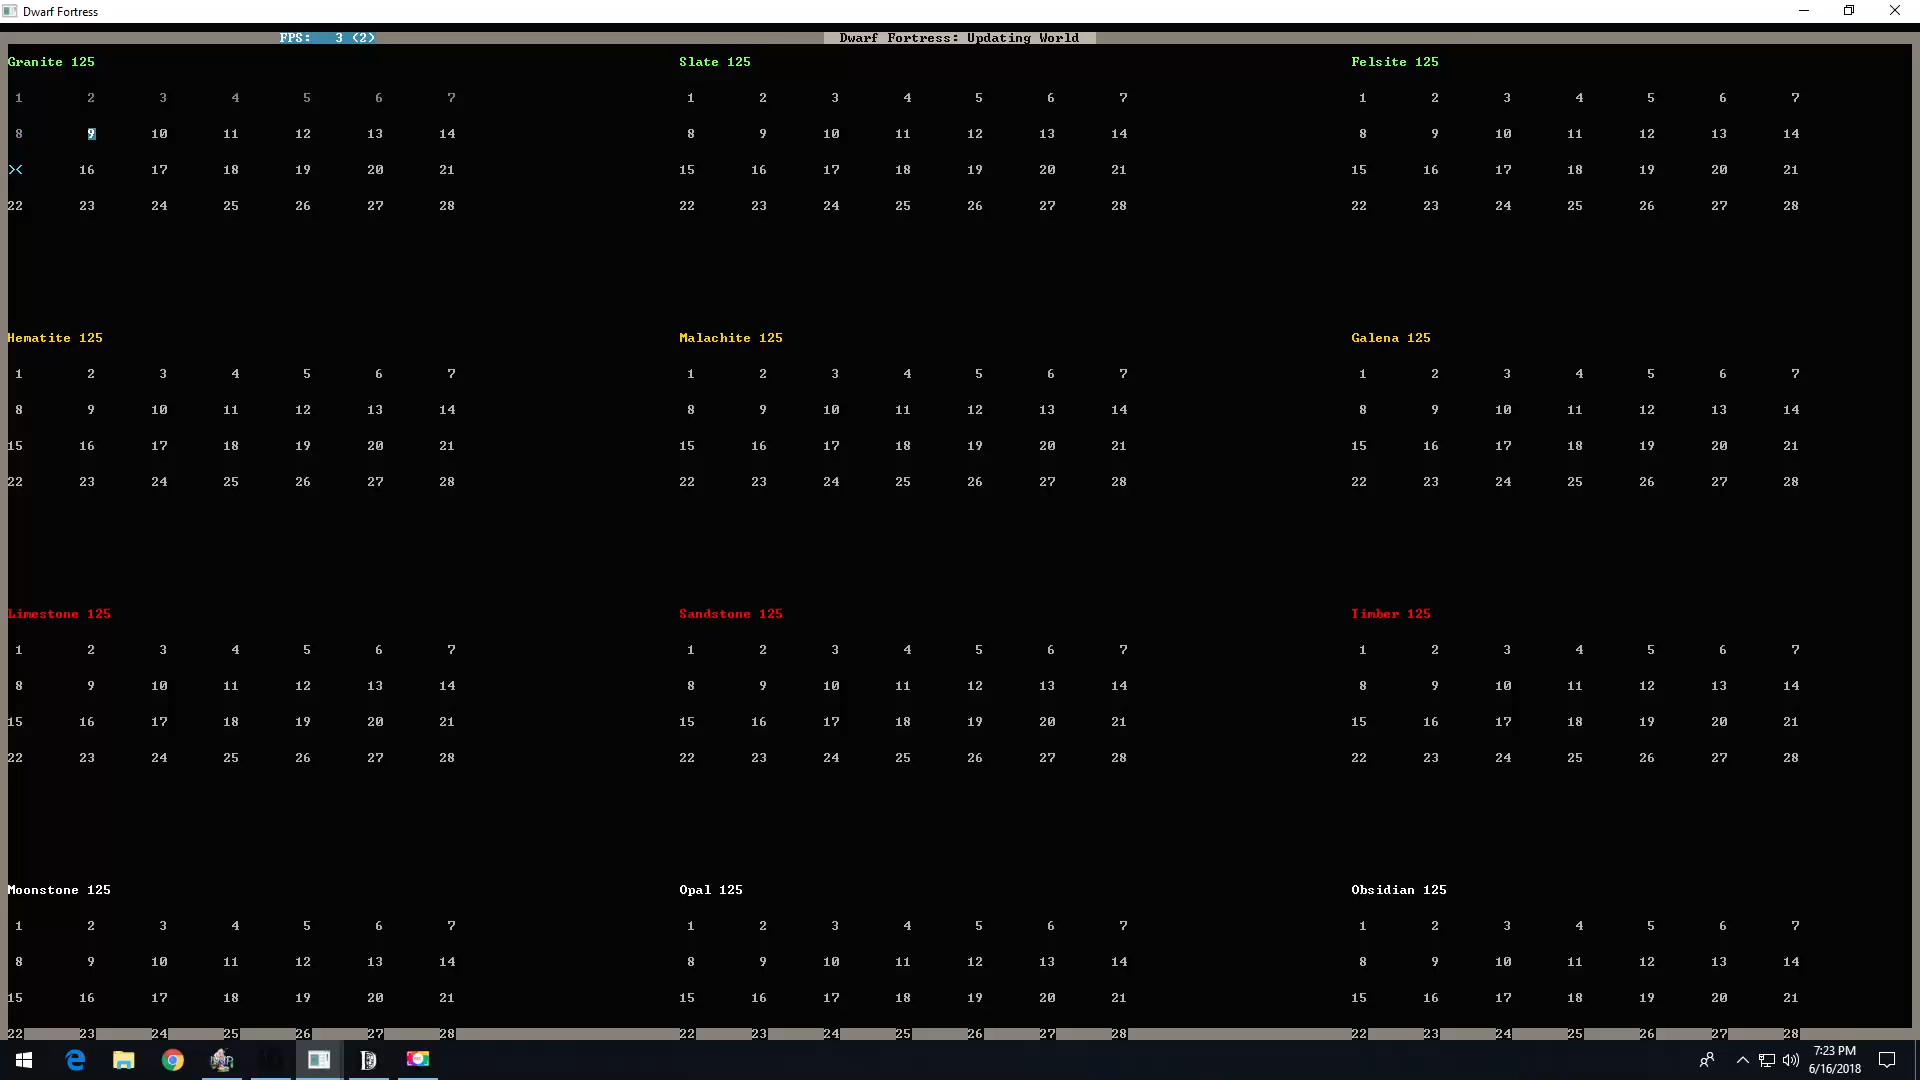 Dwarf Fortress
FPS: 3 (2) Dwarf Fortress: Updating World
Granite 125 Slate 125 Felsite 125
1 2 3 4 5 6 7 1 2 3 4 5 6 7 1 2 3 4 5 6 7
8 9 10 11 12 13 14 8 9 10 11 12 13 14 8 9 10 11 12 13 14
>< 16 17 18 19 20 21 15 16 17 18 19 20 21 15 16 17 18 19 20 21
22 23 24 25 26 27 28 22 23 24 25 26 27 28 22 23 24 25 26 27 28
Hematite 125 Malachite 125 Galena 125
1 2 3 4 5 6 7 1 2 3 4 5 6 7 1 2 3 4 5 6 7
8 9 10 11 12 13 14 8 9 10 11 12 13 14 8 9 10 11 12 13 14
15 16 17 18 19 20 21 15 16 17 18 19 20 21 15 16 17 18 19 20 21
22 23 24 25 26 27 28 22 23 24 25 26 27 28 22 23 24 25 26 27 28
Limestone 125 Sandstone 125 Timber 125
1 2 3 4 5 6 7 1 2 3 4 5 6 7 1 2 3 4 5 6 7
8 9 10 11 12 13 14 8 9 10 11 12 13 14 8 9 10 11 12 13 14
15 16 17 18 19 20 21 15 16 17 18 19 20 21 15 16 17 18 19 20 21
22 23 24 25 26 27 28 22 23 24 25 26 27 28 22 23 24 25 26 27 28
Moonstone 125 Opal 125 Obsidian 125
1 2 3 4 5 6 7 1 2 3 4 5 6 7 1 2 3 4 5 6 7
8 9 10 11 12 13 14 8 9 10 11 12 13 14 8 9 10 11 12 13 14
15 16 17 18 19 20 21 15 16 17 18 19 20 21 15 16 17 18 19 20 21
22 23 24 25 26 27 28 22 23 24 25 26 27 28 22 23 24 25 26 27 28
7:23 PM
6/16/2018